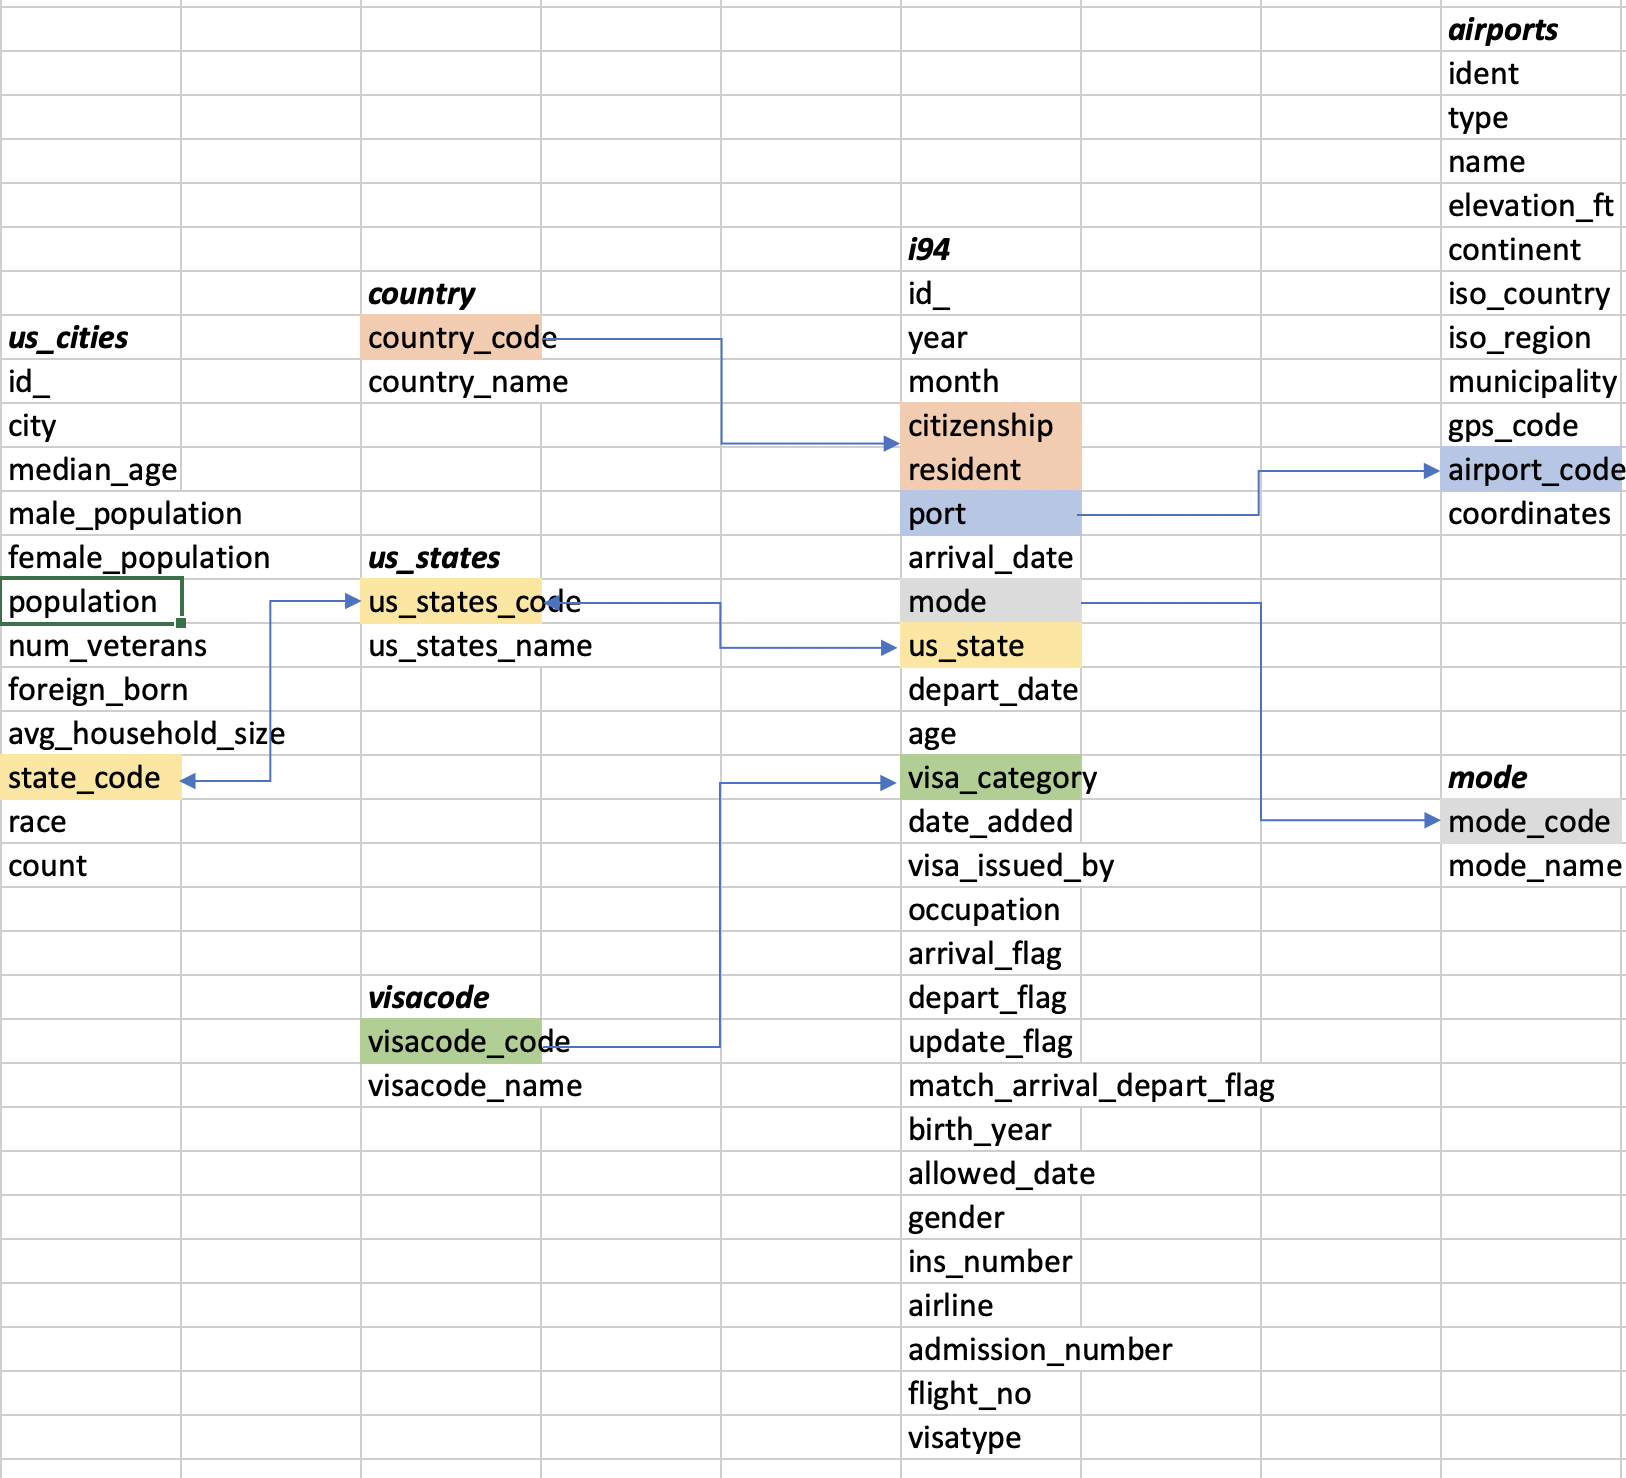 us_cities
id_
city
median_age
male_population
female_population
population
num_veterans
foreign_born
avg_household_size
state_code
race
count
country
country_code
country_name
us_states
us_states_code
us_states_name
visacode
visacode_code
visacode_name
i94
id_
year
month
citizenship
resident
port
arrival_date
mode
us_state
depart_date
age
visa_category
date_added
visa_issued_by
occupation
arrival_flag
depart_flag
update_flag
match_arrival_depart_flag
birth_year
allowed_date
gender
ins_number
airline
admission_number
flight_no
visatype
airports
ident
type
name
elevation_ft
continent
iso_country
iso_region
municipality
gps_code
airport_code
coordinates
mode
mode_code
mode_name